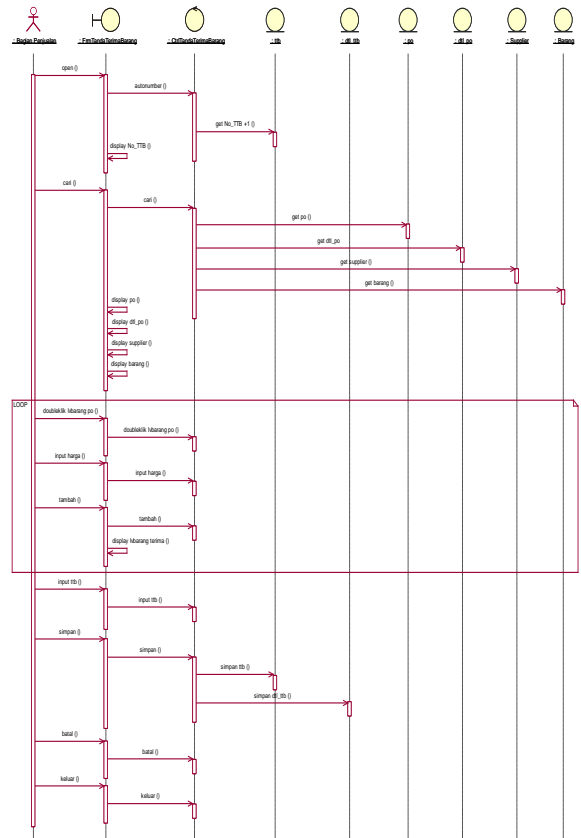 : Bagian Penjualan
: FrmTandaTerimaBarang
: CtrlTandaTerimaBarang
: ttb
: dtl_ttb
: po
: dtl_po
: Supplier
: Barang
open ()
autonumber ()
get No_TTB +1 ()
display No_TTB ()
cari ()
cari ()
get po ()
get dtl_po
get supplier ()
get barang ()
display po ()
display dtl_po ()
display supplier ()
display barang ()
LOOP
doubleklik lvbarang po ()
doubleklik lvbarang po ()
input harga ()
input harga ()
tambah ()
tambah ()
display lvbarang terima ()
input ttb ()
input ttb ()
simpan ()
simpan ()
simpan ttb ()
simpan dtl_ttb ()
batal ()
batal ()
keluar ()
keluar ()